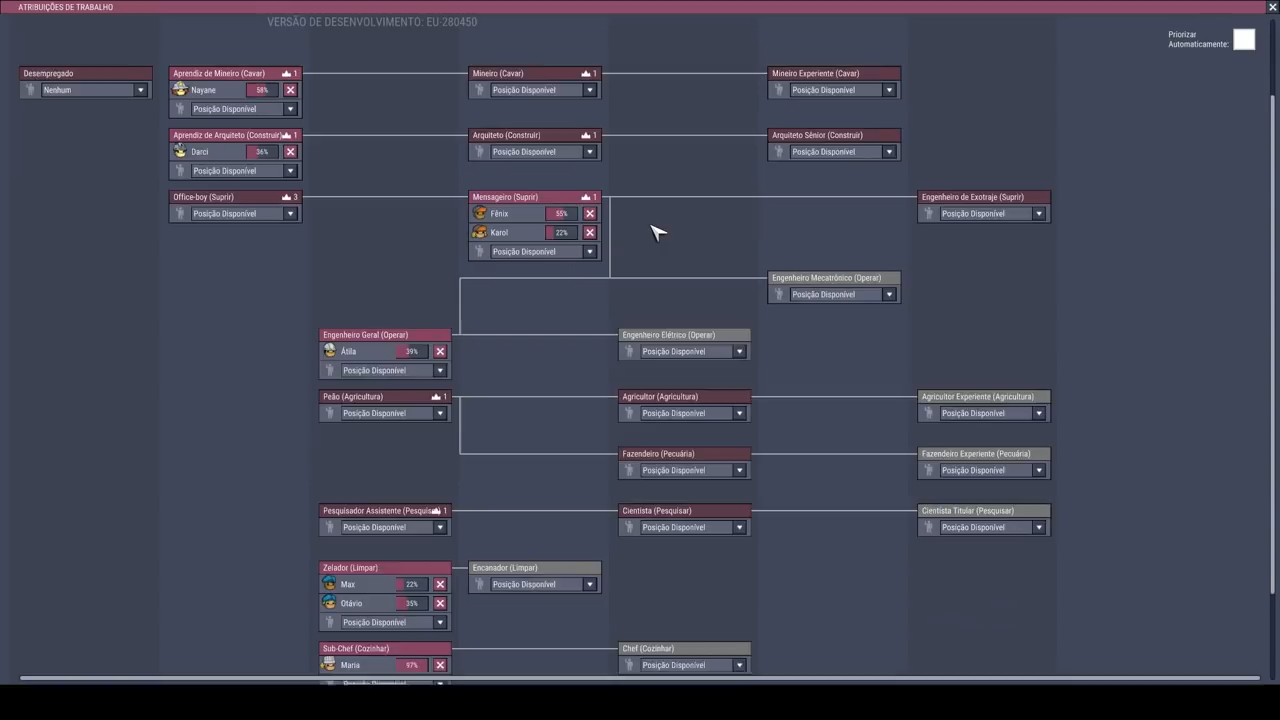 ATRIBUIÇÕES DE TRABALHO
VERSÃO DE DESENVOLVIMENTO: EU-280450
Priorizar
Automaticamente:
Desempregado
Nenhum
Aprendiz de Mineiro (Cavar) 1
Nayane 58%
Posição Disponível
Mineiro (Cavar) 1
Posição Disponível
Mineiro Experiente (Cavar)
Posição Disponível
Aprendiz de Arquiteto (Construir) 1
Darci 36%
Posição Disponível
Arquiteto (Construir) 1
Posição Disponível
Arquiteto Sênior (Construir)
Posição Disponível
Office-boy (Suprir) 3
Posição Disponível
Mensageiro (Suprir) 1
Fênix 55%
Karol 22%
Posição Disponível
Engenheiro de Exotraje (Suprir)
Posição Disponível
Engenheiro Mecatrônico (Operar)
Posição Disponível
Engenheiro Geral (Operar)
Átila 39%
Posição Disponível
Engenheiro Elétrico (Operar)
Posição Disponível
Peão (Agricultura) 1
Posição Disponível
Agricultor (Agricultura)
Posição Disponível
Agricultor Experiente (Agricultura)
Posição Disponível
Fazendeiro (Pecuária)
Posição Disponível
Fazendeiro Experiente (Pecuária)
Posição Disponível
Pesquisador Assistente 1
Posição Disponível
Cientista (Pesquisar)
Posição Disponível
Cientista Titular (Pesquisar)
Posição Disponível
Zelador (Limpar)
Max 22%
Otávio 35%
Posição Disponível
Encanador (Limpar)
Posição Disponível
Sub-Chef (Cozinhar)
Maria 97%
Chef (Cozinhar)
Posição Disponível